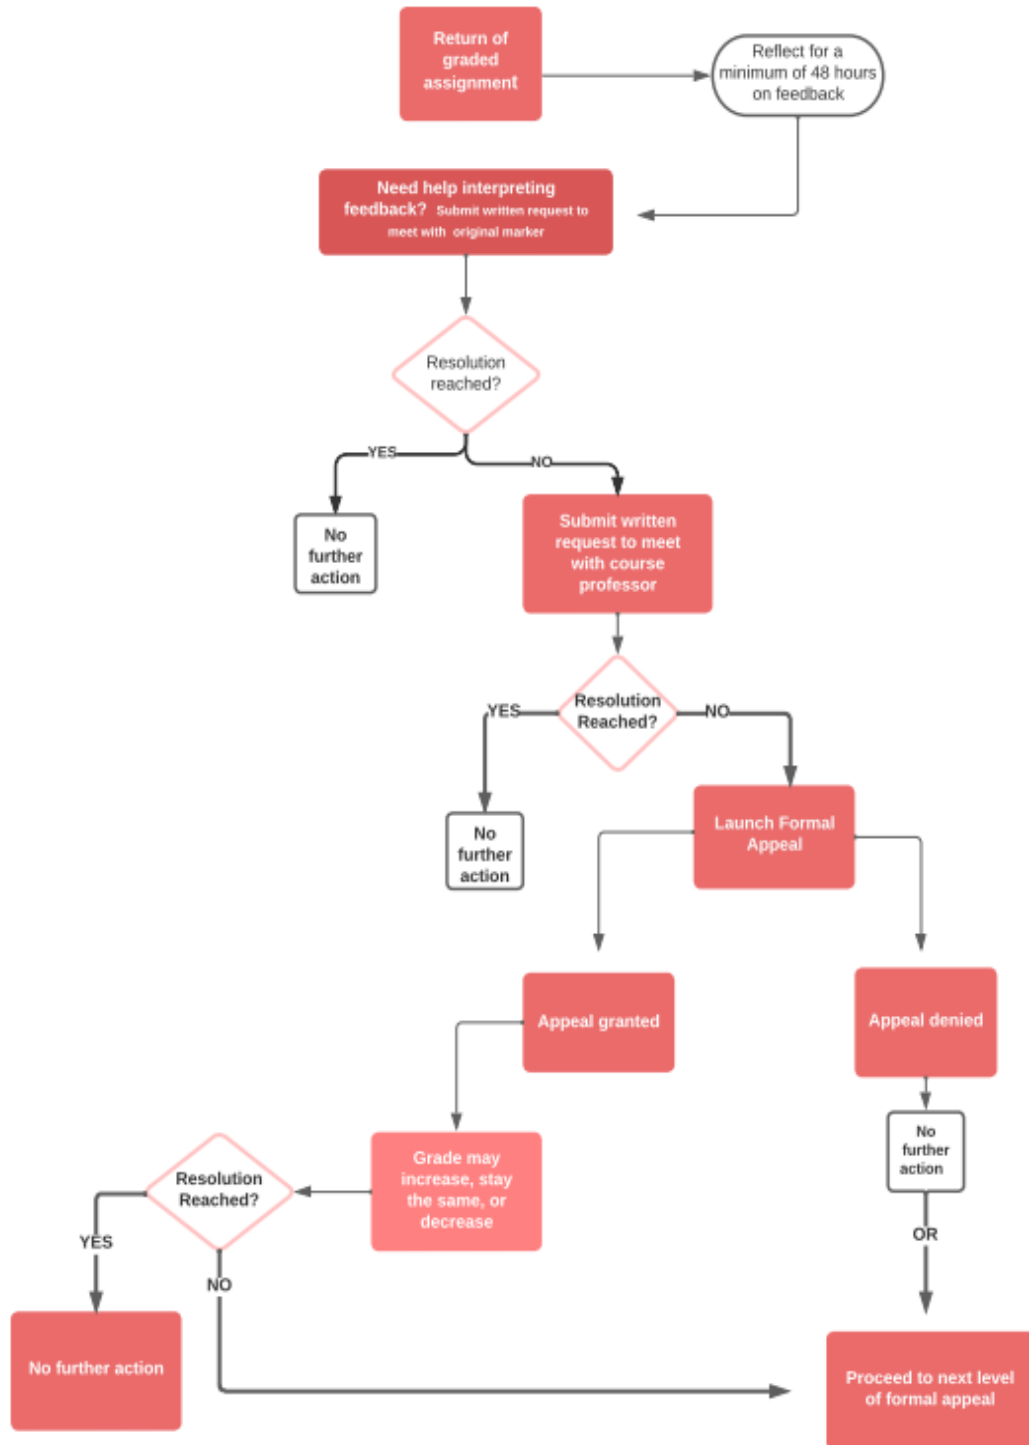 Return of
graded
assignment
Reflect for a
minimum of 48 hours
on feedback
Need help interpreting
feedback? Submit written request to
meet with original marker
Resolution
reached?
YES
NO
No
further
action
Submit written
request to meet
with course
professor
Resolution
Reached?
YES
NO
No
further
action
Launch Formal
Appeal
Appeal granted
Appeal denied
No
further
action
Grade may
increase, stay
the same, or
decrease
Resolution
Reached?
YES
NO
OR
No further action
Proceed to next level
of formal appeal